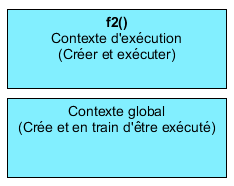 f2()
Contexte d'exécution
(Créer et exécuter)
Contexte global
(Crée et en train d'être exécuté)